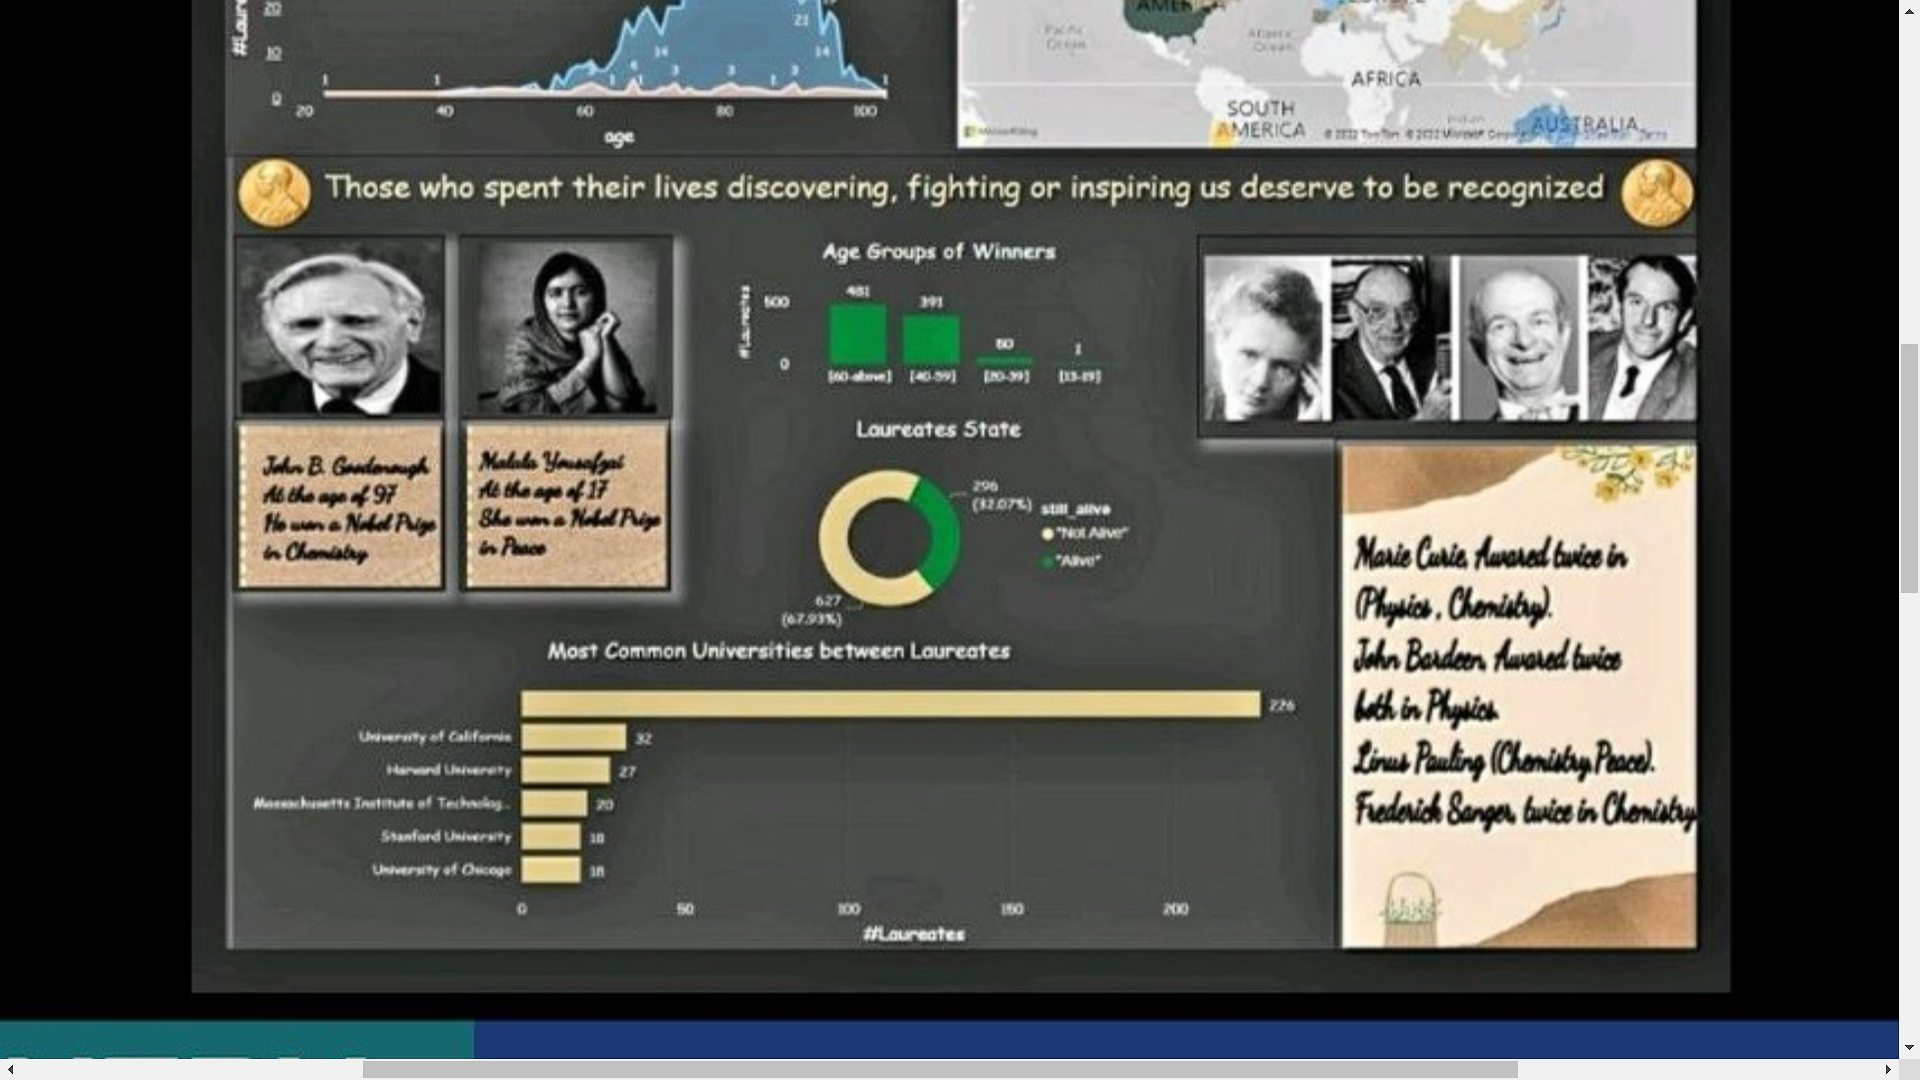 20
10
21
14
14
4
3
1
1
1
1
3
3
1
3
1
0
20
40
60
80
100
age
Pacific
Ocean
Atlantic
Ocean
AFRICA
SOUTH
AMERICA
AUSTRALIA
© 2022 TomTom, © 2022 Microsoft
Terms
Those who spent their lives discovering, fighting or inspiring us deserve to be recognized
Age Groups of Winners
#Laureates
500
0
481
391
60
1
[60-above]
[40-59]
[20-39]
[13-19]
John B. Goodenough
At the age of 97
He won a Nobel Prize
in Chemistry
Malala Yousafzai
At the age of 17
She won a Nobel Prize
in Peace
Laureates State
296
(32.07%)
still_alive
"Not Alive"
"Alive"
627
(67.93%)
Most Common Universities between Laureates
226
University of California 32
Harvard University 27
Massachusetts Institute of Technolog... 20
Stanford University 18
University of Chicago 18
0
50
100
150
200
#Laureates
Marie Curie, Awared twice in
(Physics , Chemistry).
John Bardeen, Awared twice
both in Physics.
Linus Pauling (Chemistry,Peace).
Frederick Sanger, twice in Chemistry